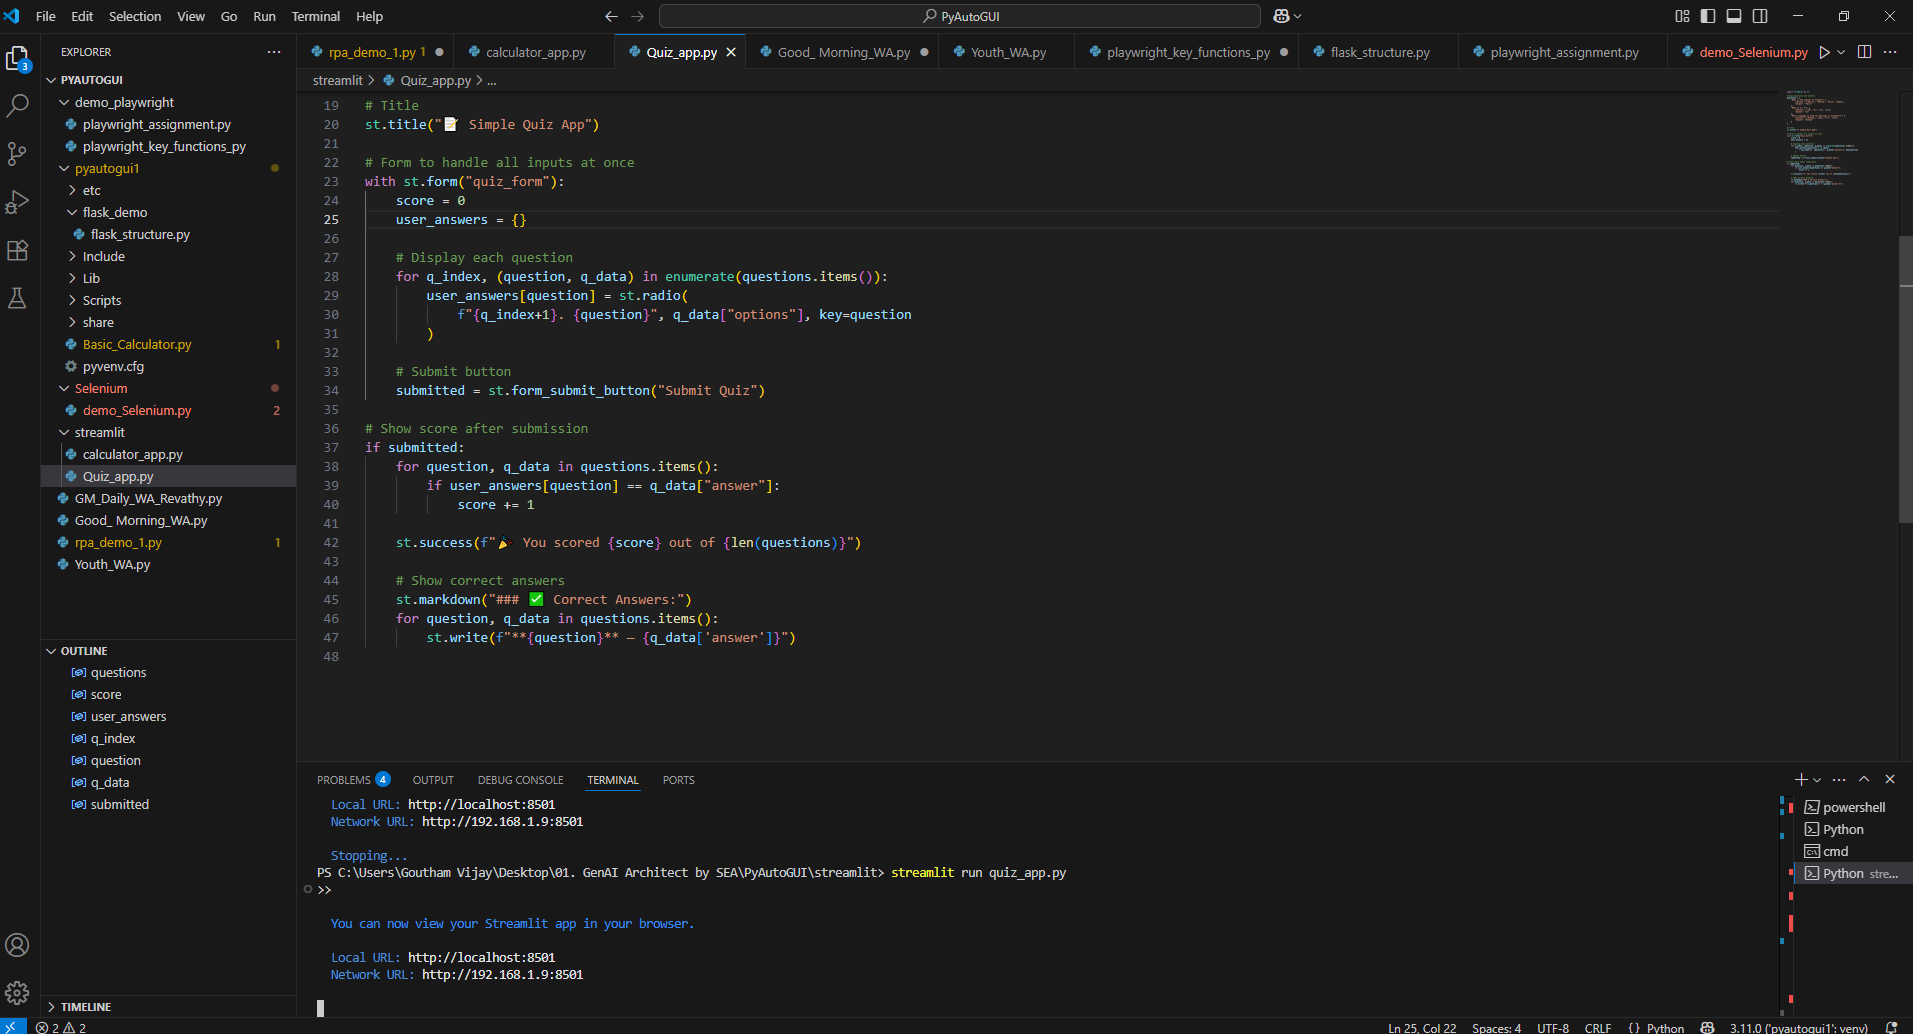 File Edit Selection View Go Run Terminal Help
PyAutoGUI
EXPLORER
PYAUTOGUI
demo_playwright
playwright_assignment.py
playwright_key_functions_py
pyautogui1
etc
flask_demo
flask_structure.py
Include
Lib
Scripts
share
Basic_Calculator.py 1
pyvenv.cfg
Selenium
demo_Selenium.py 2
streamlit
calculator_app.py
Quiz_app.py
GM_Daily_WA_Revathy.py
Good_ Morning_WA.py
rpa_demo_1.py 1
Youth_WA.py
OUTLINE
questions
score
user_answers
q_index
question
q_data
submitted
TIMELINE
3
rpa_demo_1.py 1 calculator_app.py Quiz_app.py Good_ Morning_WA.py Youth_WA.py playwright_key_functions_py flask_structure.py playwright_assignment.py demo_Selenium.py
streamlit > Quiz_app.py > ...
19 # Title
20 st.title("📝 Simple Quiz App")
21
22 # Form to handle all inputs at once
23 with st.form("quiz_form"):
24 score = 0
25 user_answers = {}
26
27 # Display each question
28 for q_index, (question, q_data) in enumerate(questions.items()):
29 user_answers[question] = st.radio(
30 f"{q_index+1}. {question}", q_data["options"], key=question
31 )
32
33 # Submit button
34 submitted = st.form_submit_button("Submit Quiz")
35
36 # Show score after submission
37 if submitted:
38 for question, q_data in questions.items():
39 if user_answers[question] == q_data["answer"]:
40 score += 1
41
42 st.success(f"🎉 You scored {score} out of {len(questions)}")
43
44 # Show correct answers
45 st.markdown("### ✅ Correct Answers:")
46 for question, q_data in questions.items():
47 st.write(f"**{question}** – {q_data['answer']}")
48
PROBLEMS 4 OUTPUT DEBUG CONSOLE TERMINAL PORTS
Local URL: http://localhost:8501
Network URL: http://192.168.1.9:8501
Stopping...
PS C:\Users\Goutham Vijay\Desktop\01. GenAI Architect by SEA\PyAutoGUI\streamlit> streamlit run quiz_app.py
>>
You can now view your Streamlit app in your browser.
Local URL: http://localhost:8501
Network URL: http://192.168.1.9:8501
powershell
Python
cmd
Python stre...
2 2
Ln 25, Col 22 Spaces: 4 UTF-8 CRLF {} Python 3.11.0 ('pyautogui1': venv)